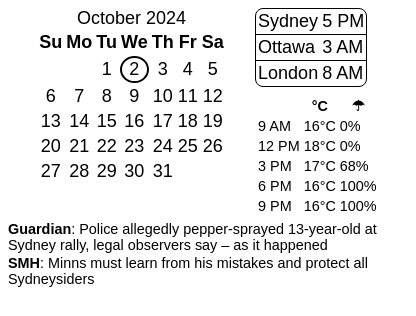 October 2024
Su Mo Tu We Th Fr Sa
1 2 3 4 5
6 7 8 9 10 11 12
13 14 15 16 17 18 19
20 21 22 23 24 25 26
27 28 29 30 31
Sydney 5 PM
Ottawa 3 AM
London 8 AM
°C ☂
9 AM 16°C 0%
12 PM 18°C 0%
3 PM 17°C 68%
6 PM 16°C 100%
9 PM 16°C 100%
Guardian: Police allegedly pepper-sprayed 13-year-old at
Sydney rally, legal observers say – as it happened
SMH: Minns must learn from his mistakes and protect all
Sydneysiders